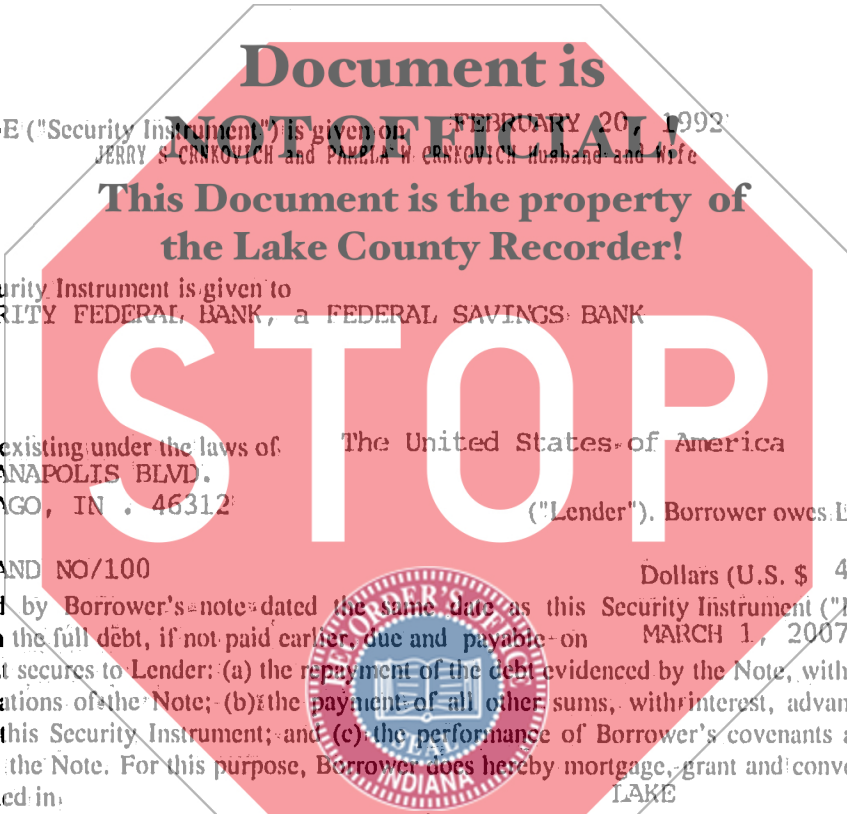 Document is
NOT OFFICIAL!
This Document is the property of
the Lake County Recorder!
E ("Security Instrument") is given on FEBRUARY 20, 1992
JERRY S CRNKOVICH and PAMELA W CRNKOVICH Husband and Wife
urity Instrument is given to
RITY FEDERAL BANK, a FEDERAL SAVINGS BANK
STOP
existing under the laws of The United States of America
ANAPOLIS BLVD.
AGO, IN . 46312
("Lender"). Borrower owes L
AND NO/100 Dollars (U.S. $ 4
d by Borrower's note dated the same date as this Security Instrument ("
n the full debt, if not paid earlier, due and payable on MARCH 1, 2007
t secures to Lender: (a) the repayment of the debt evidenced by the Note, with
ations of the Note; (b) the payment of all other sums, with interest, advan
this Security Instrument; and (c) the performance of Borrower's covenants a
the Note. For this purpose, Borrower does hereby mortgage, grant and conve
ed in LAKE
SEAL
INDIANA